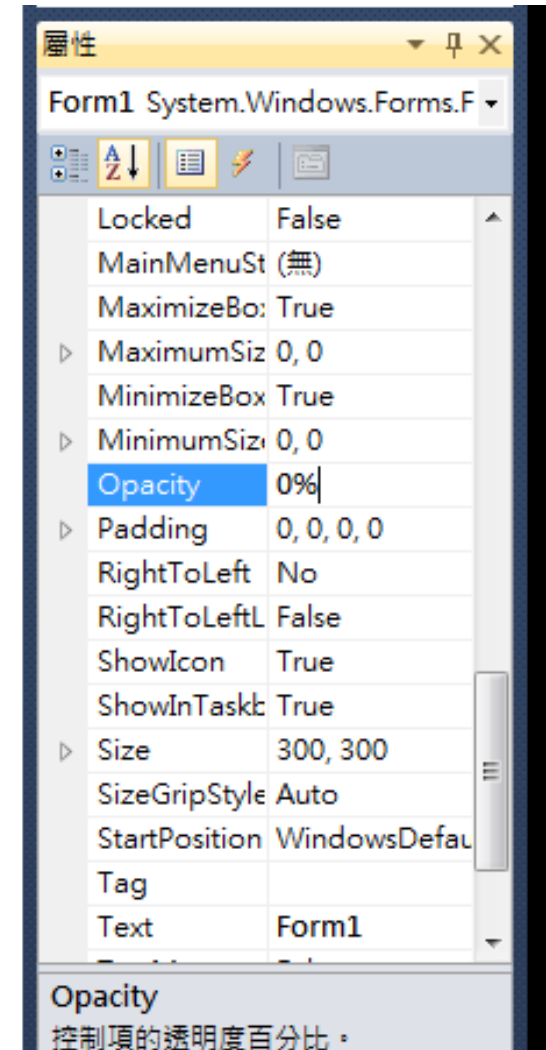 屬性
Form1 System.Windows.Forms.F
Locked False
MainMenuSt (無)
MaximizeBo: True
MaximumSiz 0, 0
MinimizeBox True
MinimumSiz 0, 0
Opacity 0%
Padding 0, 0, 0, 0
RightToLeft No
RightToLeftL False
ShowIcon True
ShowInTaskb True
Size 300, 300
SizeGripStyle Auto
StartPosition WindowsDefau
Tag
Text Form1
Opacity
控制項的透明度百分比。